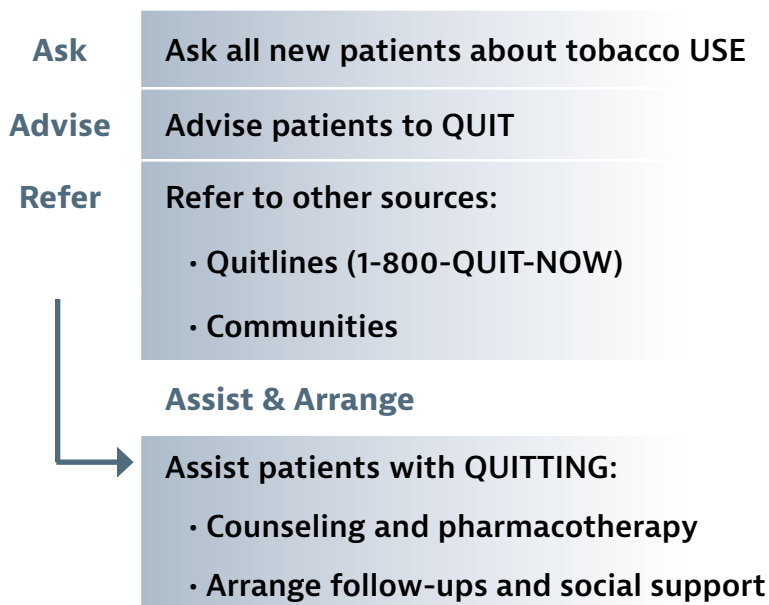 Ask Ask all new patients about tobacco USE
Advise Advise patients to QUIT
Refer Refer to other sources:
· Quitlines (1-800-QUIT-NOW)
· Communities
Assist & Arrange
Assist patients with QUITTING:
· Counseling and pharmacotherapy
· Arrange follow-ups and social support